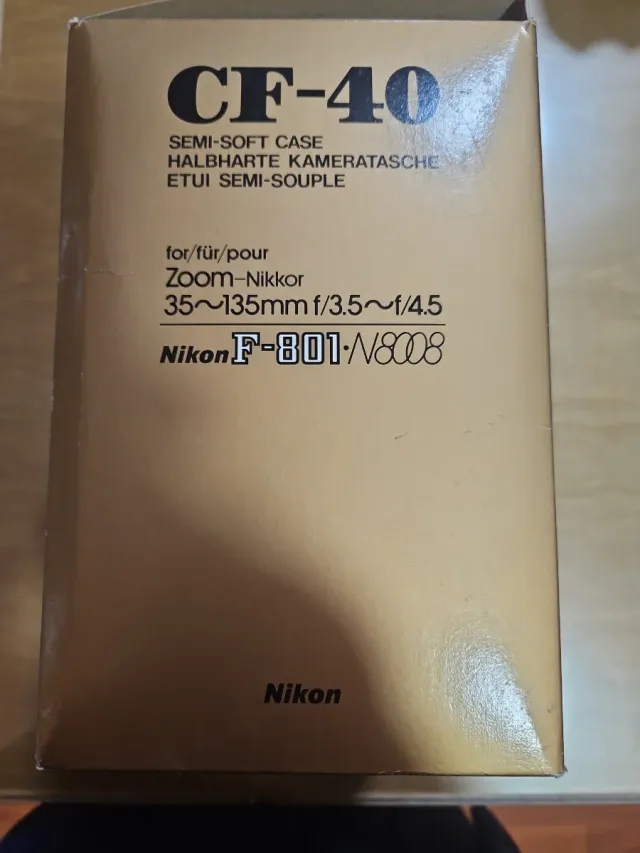 CF-40
SEMI-SOFT CASE
HALBHARTE KAMERATASCHE
ETUI SEMI-SOUPLE
for/für/pour
Zoom-Nikkor
35~135mm f/3.5~f/4.5
Nikon F-801·N8008
Nikon